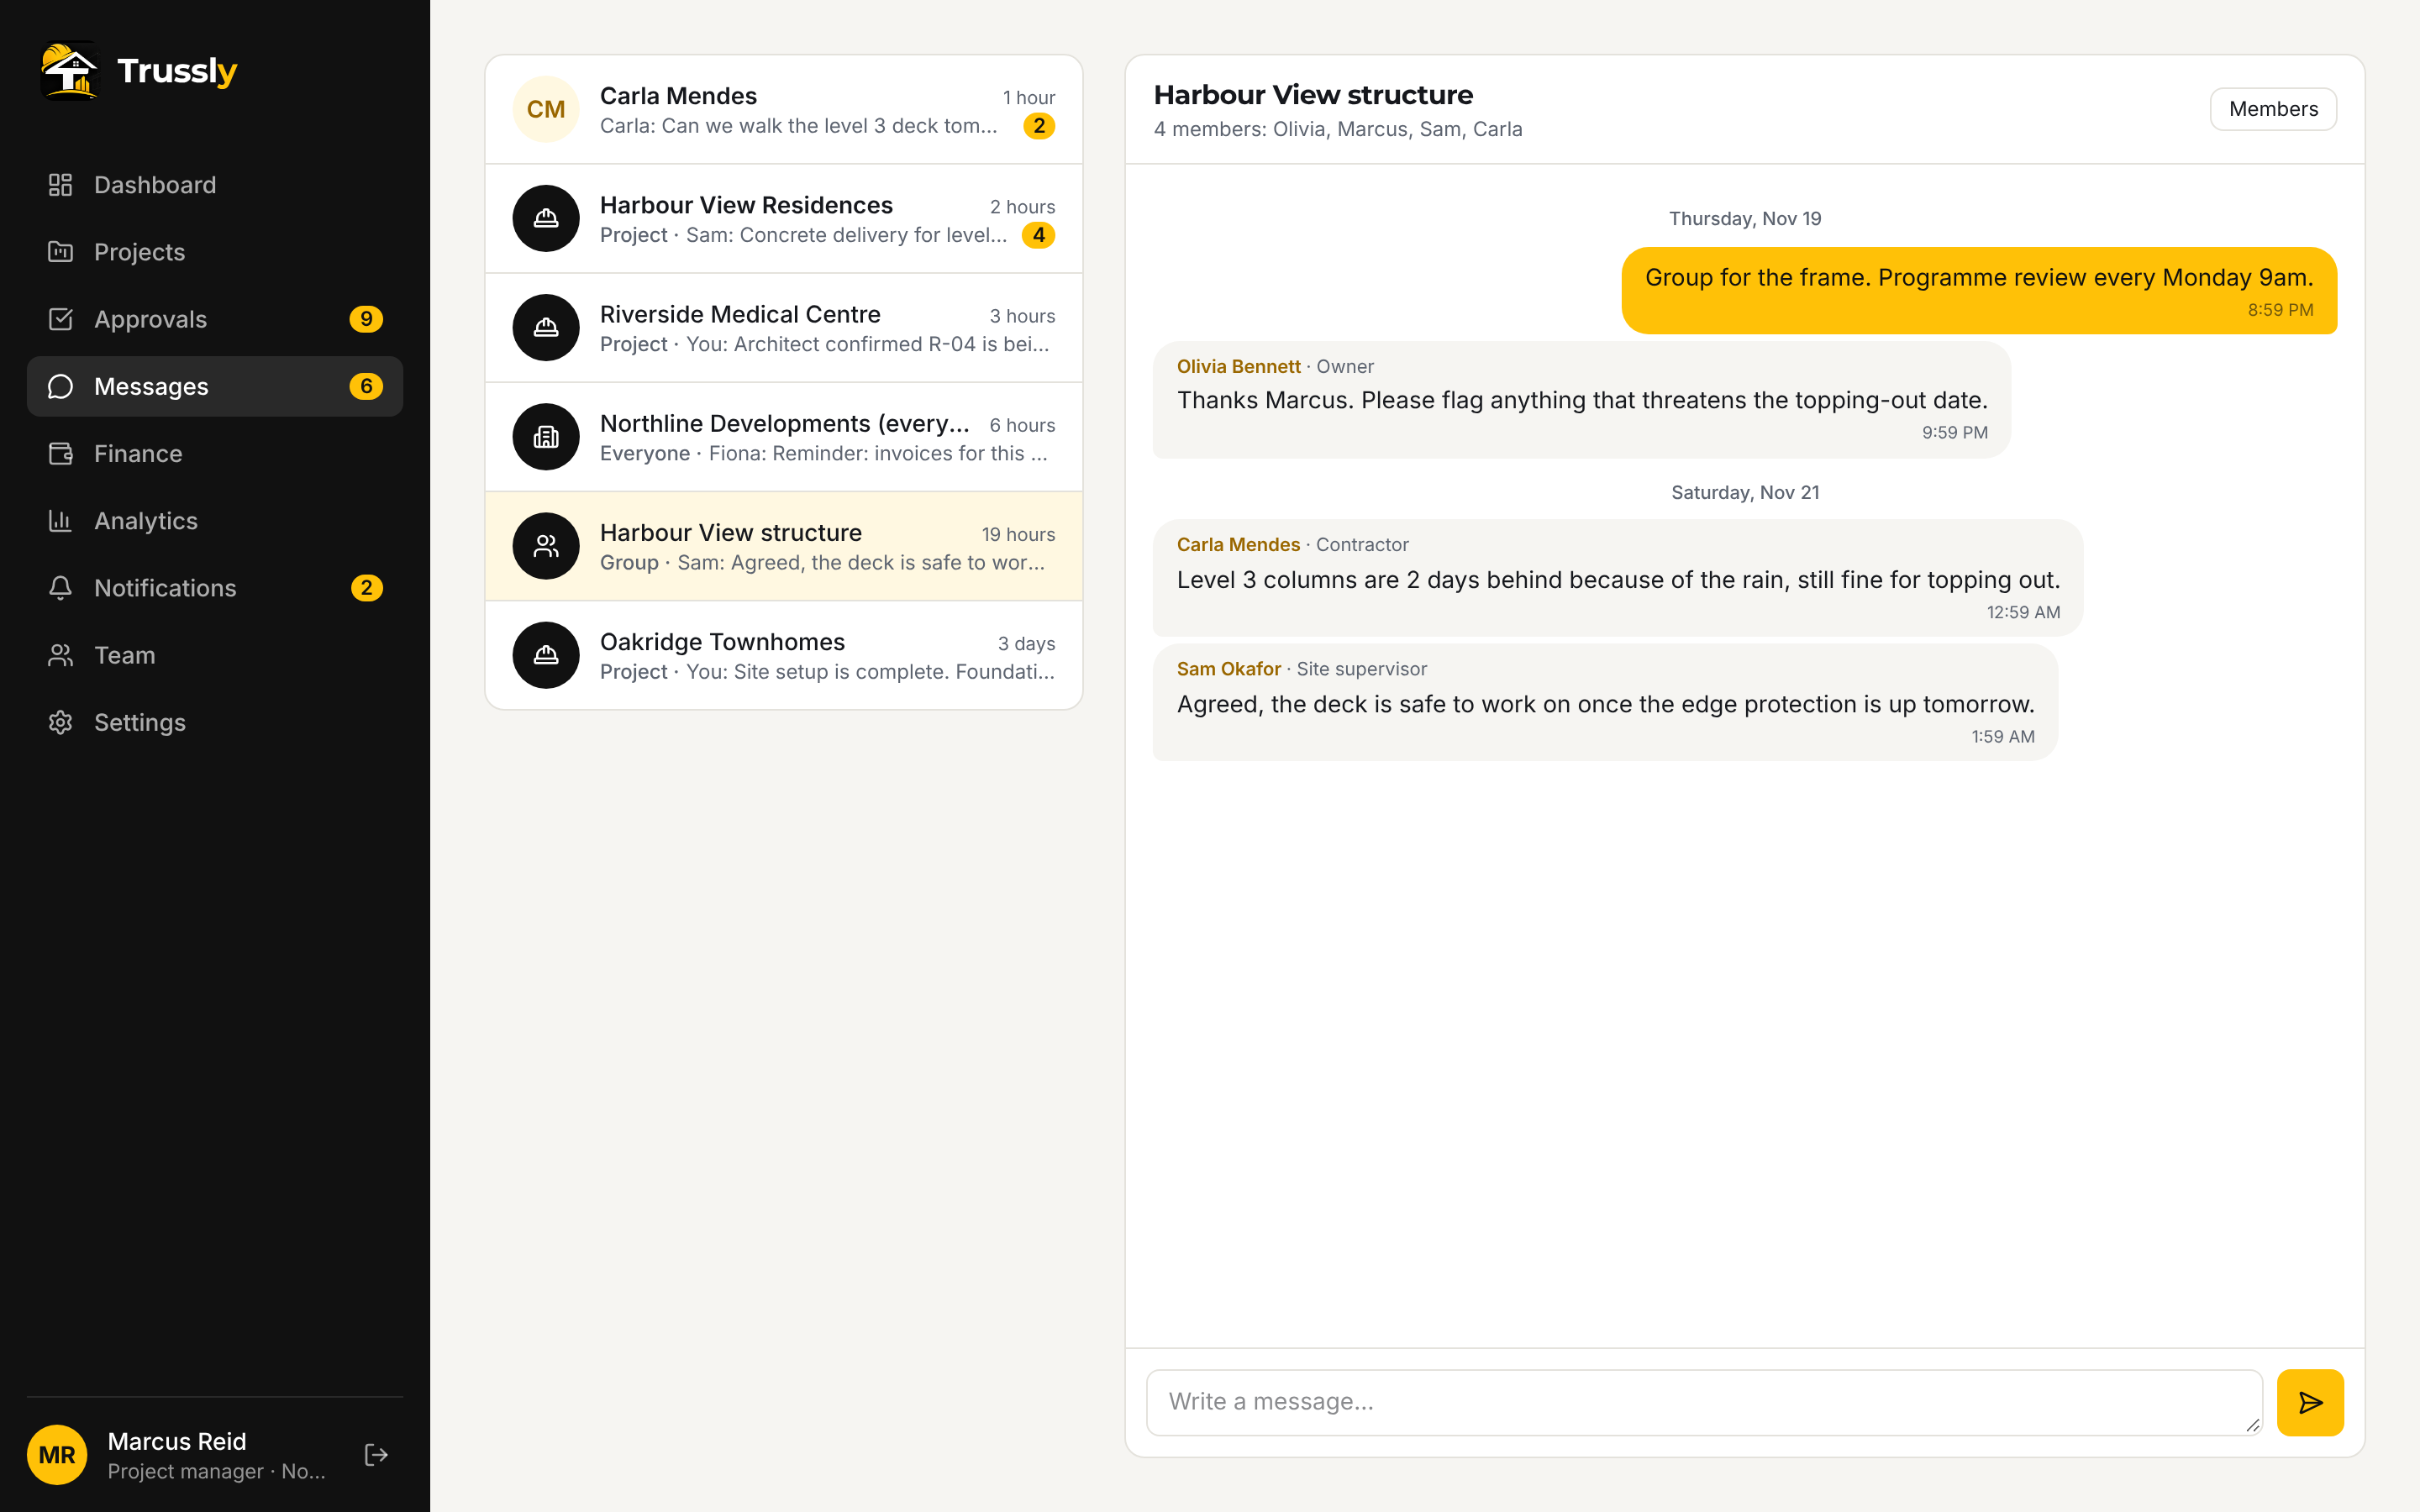 Trussly
Dashboard
Projects
Approvals 9
Messages 6
Finance
Analytics
Notifications 2
Team
Settings
MR
Marcus Reid
Project manager · No...
CM
Carla Mendes 1 hour
Carla: Can we walk the level 3 deck tom... 2
Harbour View Residences 2 hours
Project · Sam: Concrete delivery for level... 4
Riverside Medical Centre 3 hours
Project · You: Architect confirmed R-04 is bei...
Northline Developments (every... 6 hours
Everyone · Fiona: Reminder: invoices for this ...
Harbour View structure 19 hours
Group · Sam: Agreed, the deck is safe to wor...
Oakridge Townhomes 3 days
Project · You: Site setup is complete. Foundati...
Harbour View structure
4 members: Olivia, Marcus, Sam, Carla
Members
Thursday, Nov 19
Group for the frame. Programme review every Monday 9am.
8:59 PM
Olivia Bennett · Owner
Thanks Marcus. Please flag anything that threatens the topping-out date.
9:59 PM
Saturday, Nov 21
Carla Mendes · Contractor
Level 3 columns are 2 days behind because of the rain, still fine for topping out.
12:59 AM
Sam Okafor · Site supervisor
Agreed, the deck is safe to work on once the edge protection is up tomorrow.
1:59 AM
Write a message...